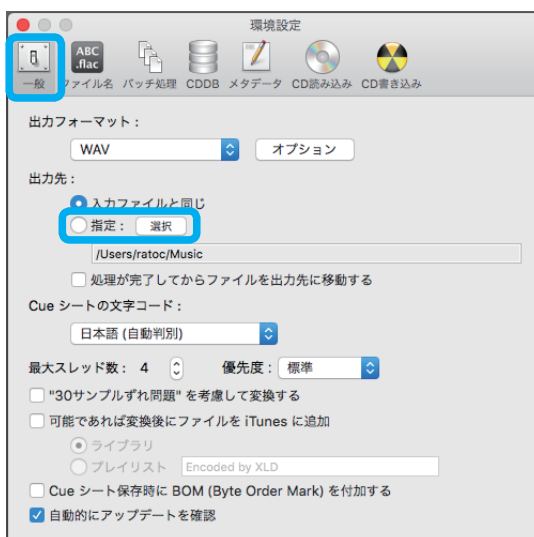 環境設定
ABC
.flac
一般 ファイル名 バッチ処理 CDDB メタデータ CD読み込み CD書き込み
出力フォーマット：
WAV オプション
出力先：
入力ファイルと同じ
指定： 選択
/Users/ratoc/Music
処理が完了してからファイルを出力先に移動する
Cue シートの文字コード：
日本語 (自動判別)
最大スレッド数： 4 優先度： 標準
"30サンプルずれ問題" を考慮して変換する
可能であれば変換後にファイルを iTunes に追加
ライブラリ
プレイリスト Encoded by XLD
Cue シート保存時に BOM (Byte Order Mark) を付加する
自動的にアップデートを確認